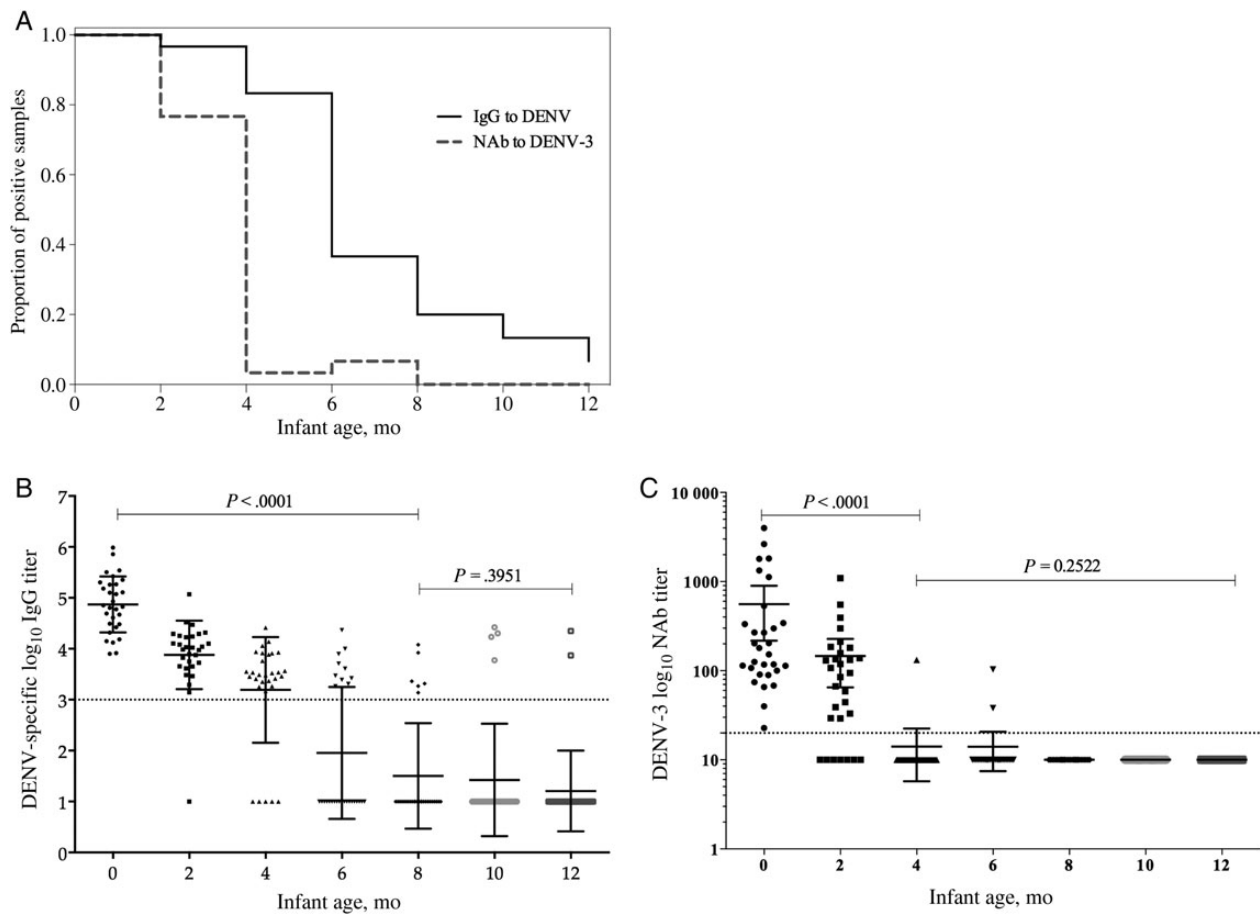 A
Proportion of positive samples
1.0
0.8
0.6
0.4
0.2
0.0
IgG to DENV
NAb to DENV-3
0 2 4 6 8 10 12
Infant age, mo
B
DENV-specific log10 IgG titer
7
6
5
4
3
2
1
0
P < .0001
P = .3951
0 2 4 6 8 10 12
Infant age, mo
C
DENV-3 log10 NAb titer
10 000
1000
100
10
1
P < .0001
P = 0.2522
0 2 4 6 8 10 12
Infant age, mo